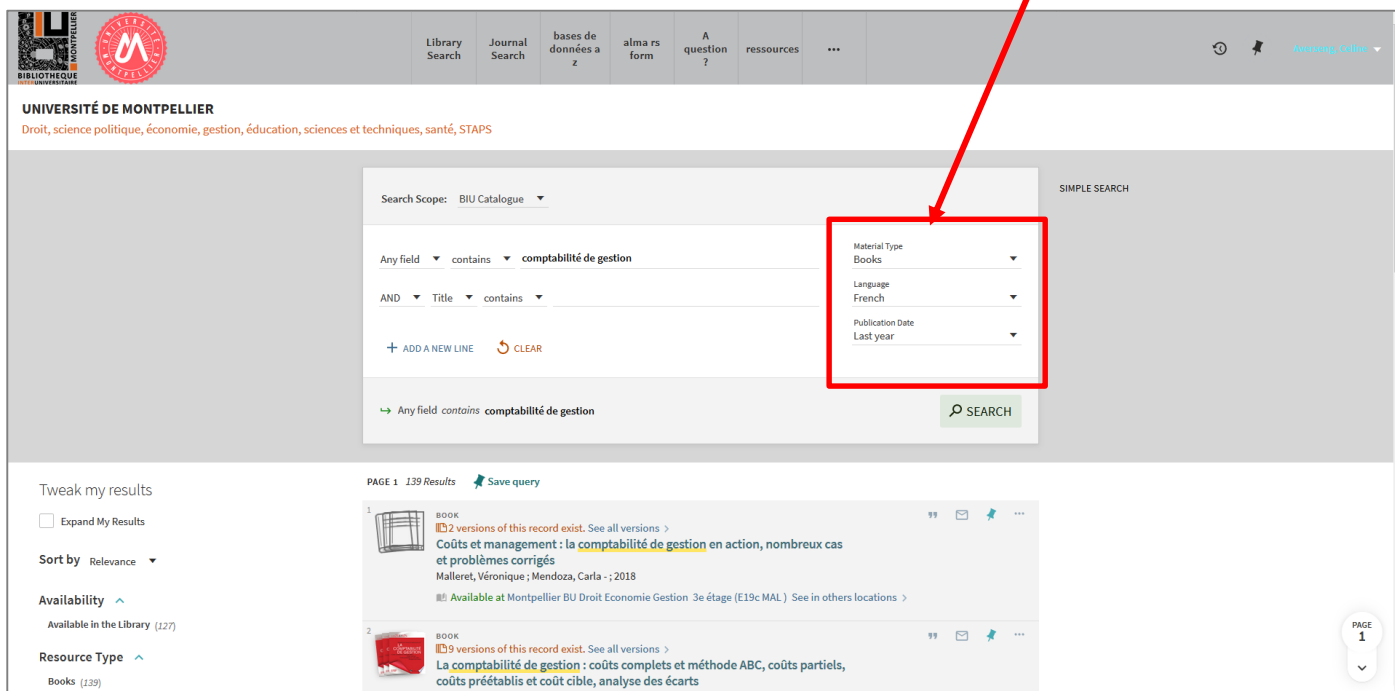 MONTPELLIER
BIBLIOTHEQUE
INTERUNIVERSITAIRE
UNIVERSITÉ
MONTPELLIER
Library Search
Journal Search
bases de données a z
alma rs form
A question ?
ressources
...
UNIVERSITÉ DE MONTPELLIER
Droit, science politique, économie, gestion, éducation, sciences et techniques, santé, STAPS
Search Scope: BIU Catalogue
SIMPLE SEARCH
Any field contains comptabilité de gestion
AND Title contains
+ ADD A NEW LINE CLEAR
Material Type
Books
Language
French
Publication Date
Last year
Any field contains comptabilité de gestion
SEARCH
Tweak my results
Expand My Results
Sort by Relevance
Availability
Available in the Library (127)
Resource Type
Books (139)
PAGE 1 139 Results Save query
1
BOOK
2 versions of this record exist. See all versions >
Coûts et management : la comptabilité de gestion en action, nombreux cas
et problèmes corrigés
Malleret, Véronique ; Mendoza, Carla - ; 2018
Available at Montpellier BU Droit Economie Gestion 3e étage (E19c MAL ) See in others locations >
2
BOOK
9 versions of this record exist. See all versions >
La comptabilité de gestion : coûts complets et méthode ABC, coûts partiels,
coûts préétablis et coût cible, analyse des écarts
PAGE
1